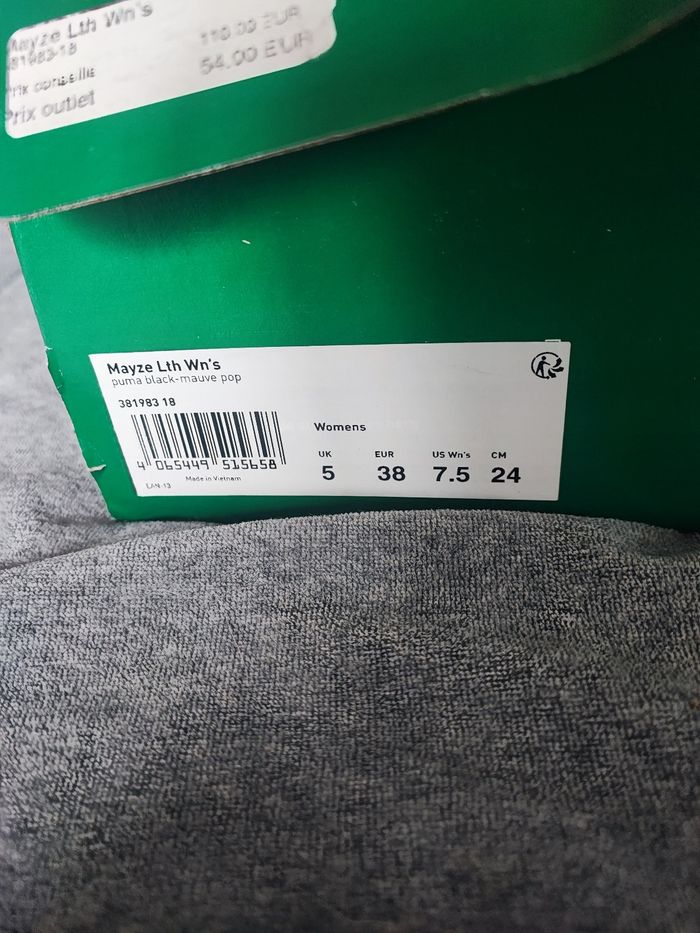 Mayze Lth Wn's
381983-18
Prix conseille 110.00 EUR
Prix outlet 54.00 EUR
Mayze Lth Wn's
puma black-mauve pop
381983 18
4 065449 515658
Made in Vietnam
Womens
UK EUR US Wn's CM
5 38 7.5 24